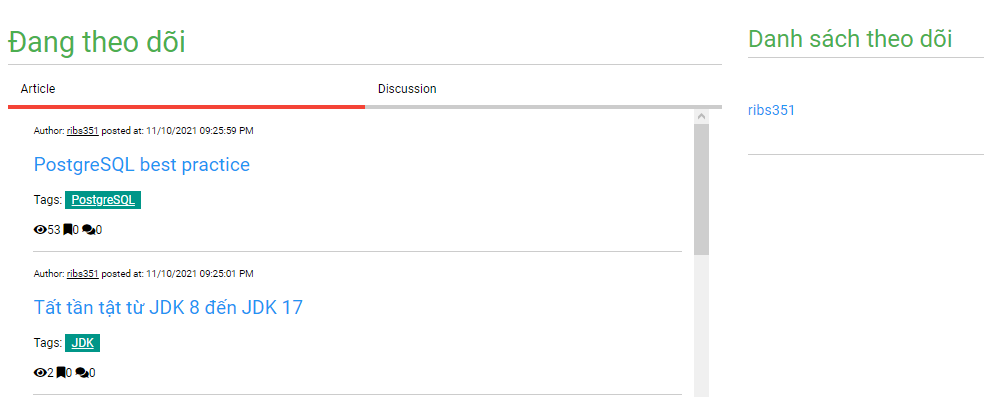 Đang theo dõi
Article
Discussion
Author: ribs351 posted at: 11/10/2021 09:25:59 PM
PostgreSQL best practice
Tags: PostgreSQL
53 0 0
Author: ribs351 posted at: 11/10/2021 09:25:01 PM
Tất tần tật từ JDK 8 đến JDK 17
Tags: JDK
2 0 0
Danh sách theo dõi
ribs351